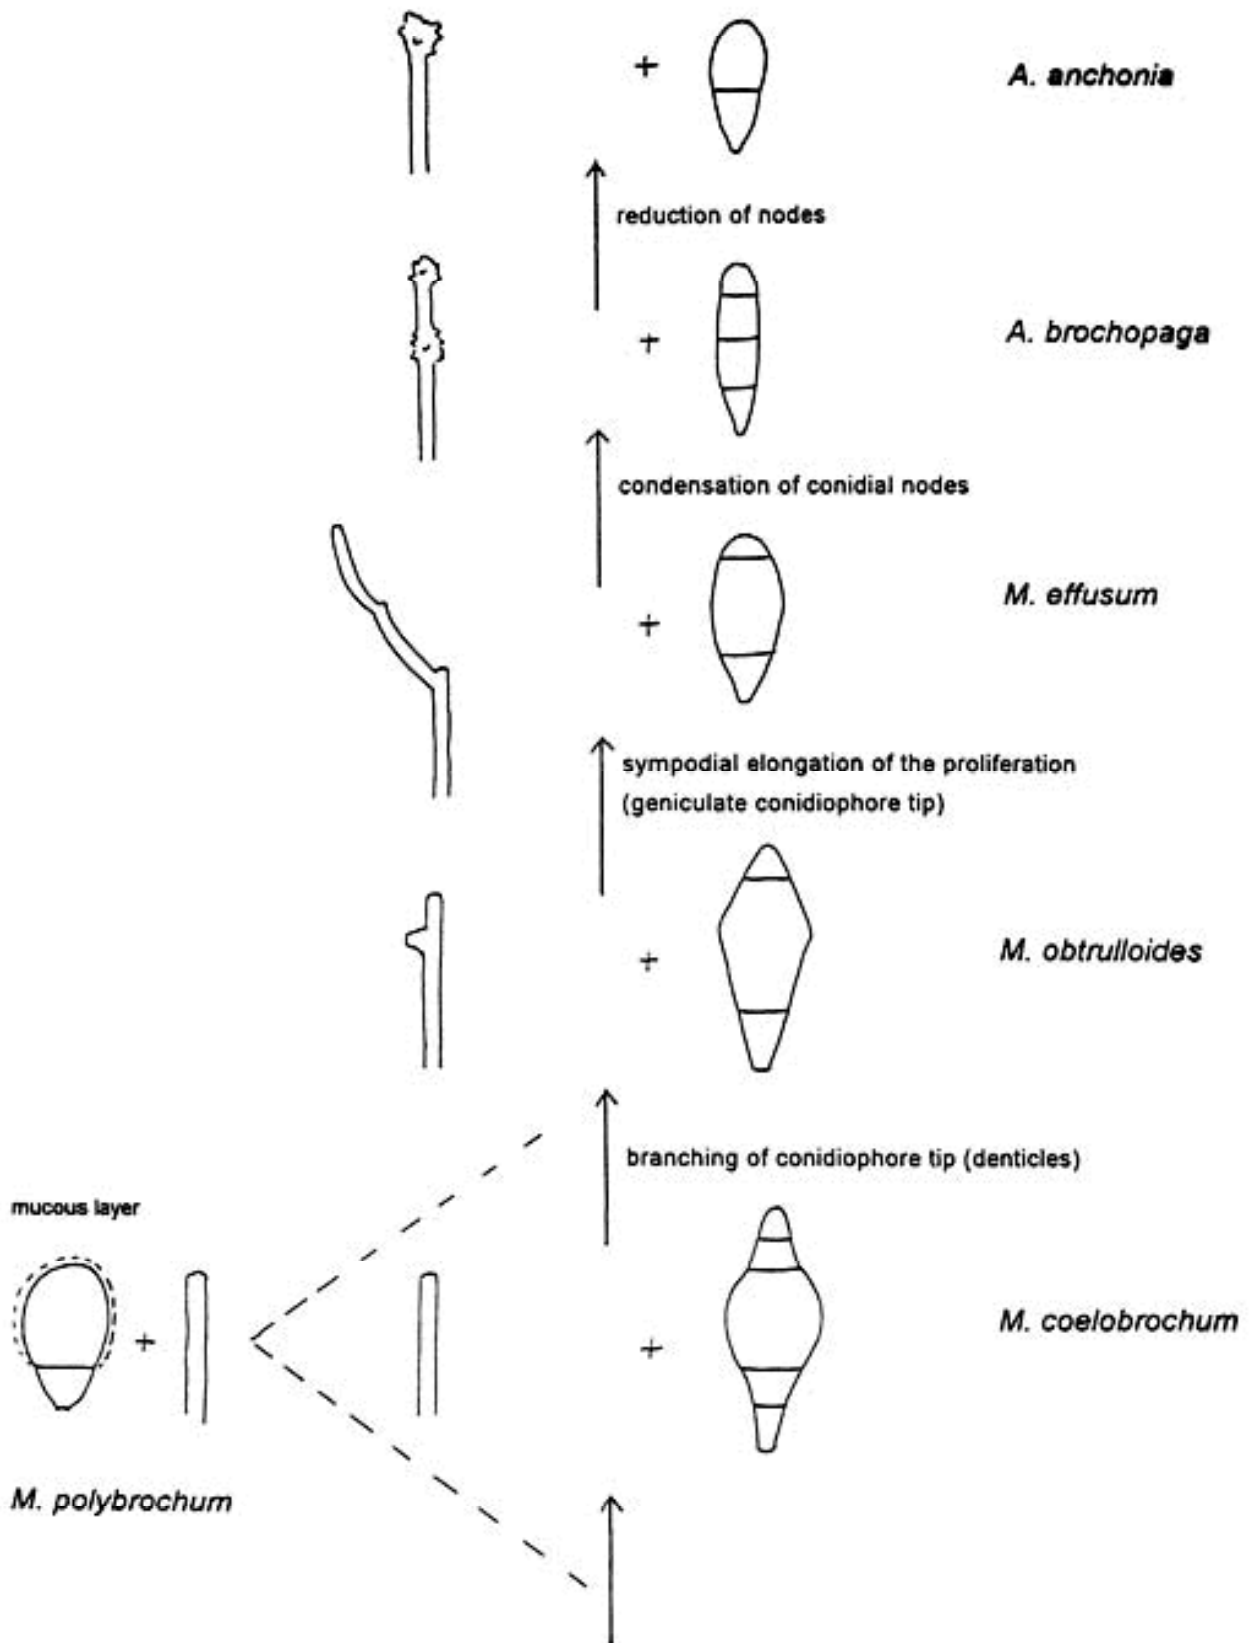 A. anchonia
reduction of nodes
A. brochopaga
condensation of conidial nodes
M. effusum
sympodial elongation of the proliferation
(geniculate conidiophore tip)
M. obtrulloides
branching of conidiophore tip (denticles)
mucous layer
M. coelobrochum
M. polybrochum